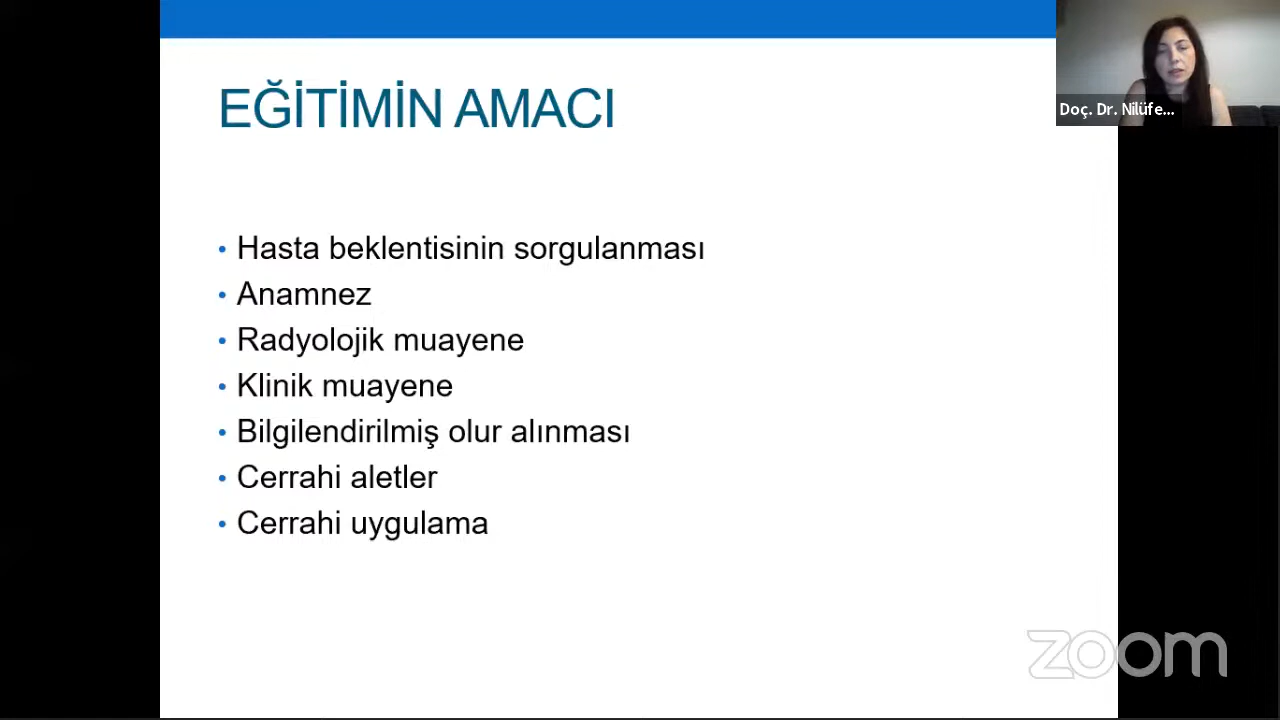 EĞİTİMİN AMACI
Doç. Dr. Nilüfe...
• Hasta beklentisinin sorgulanması
• Anamnez
• Radyolojik muayene
• Klinik muayene
• Bilgilendirilmiş olur alınması
• Cerrahi aletler
• Cerrahi uygulama
zoom